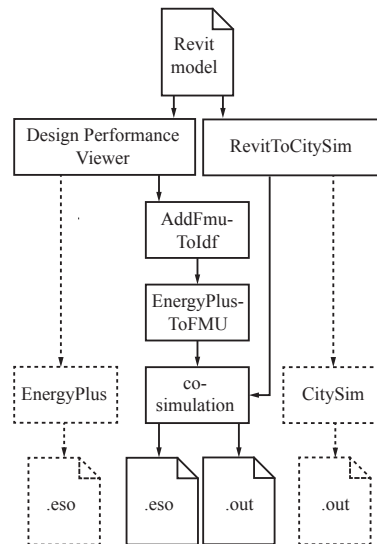 Revit
model
Design Performance
Viewer
RevitToCitySim
AddFmu-
ToIdf
EnergyPlus-
ToFMU
EnergyPlus
co-
simulation
CitySim
.eso
.eso
.out
.out